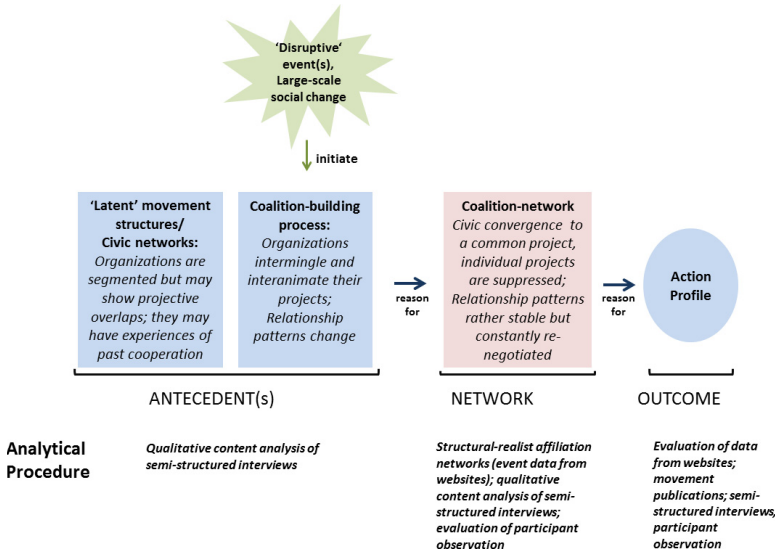 ‘Disruptive‘
event(s),
Large-scale
social change
initiate
‘Latent’ movement
structures/
Civic networks:
Organizations are
segmented but may
show projective
overlaps; they may
have experiences of
past cooperation
Coalition-building
process:
Organizations
intermingle and
interanimate their
projects;
Relationship
patterns change
reason
for
Coalition-network
Civic convergence to
a common project,
individual projects
are suppressed;
Relationship patterns
rather stable but
constantly re-
negotiated
reason
for
Action
Profile
ANTECEDENT(s)
NETWORK
OUTCOME
Analytical
Procedure
Qualitative content analysis of
semi-structured interviews
Structural-realist affiliation
networks (event data from
websites); qualitative
content analysis of semi-
structured interviews;
evaluation of participant
observation
Evaluation of data
from websites;
movement
publications; semi-
structured interviews,
participant
observation